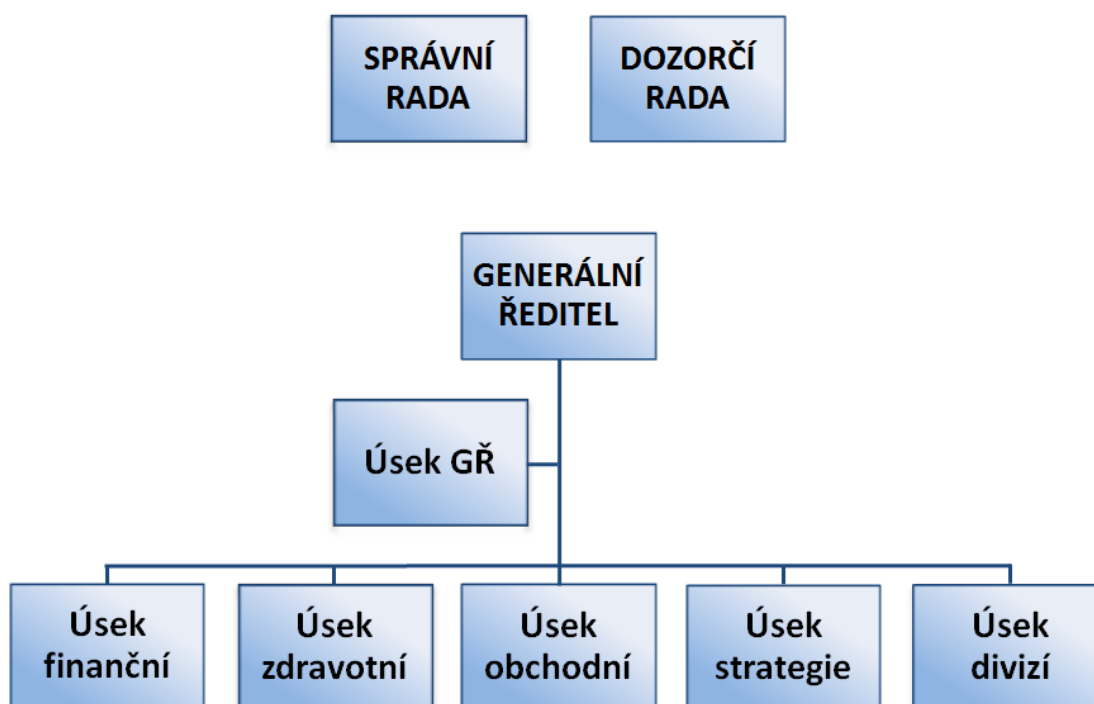 SPRÁVNÍ
RADA
DOZORČÍ
RADA
GENERÁLNÍ
ŘEDITEL
Úsek GŘ
Úsek
finanční
Úsek
zdravotní
Úsek
obchodní
Úsek
strategie
Úsek
divizí